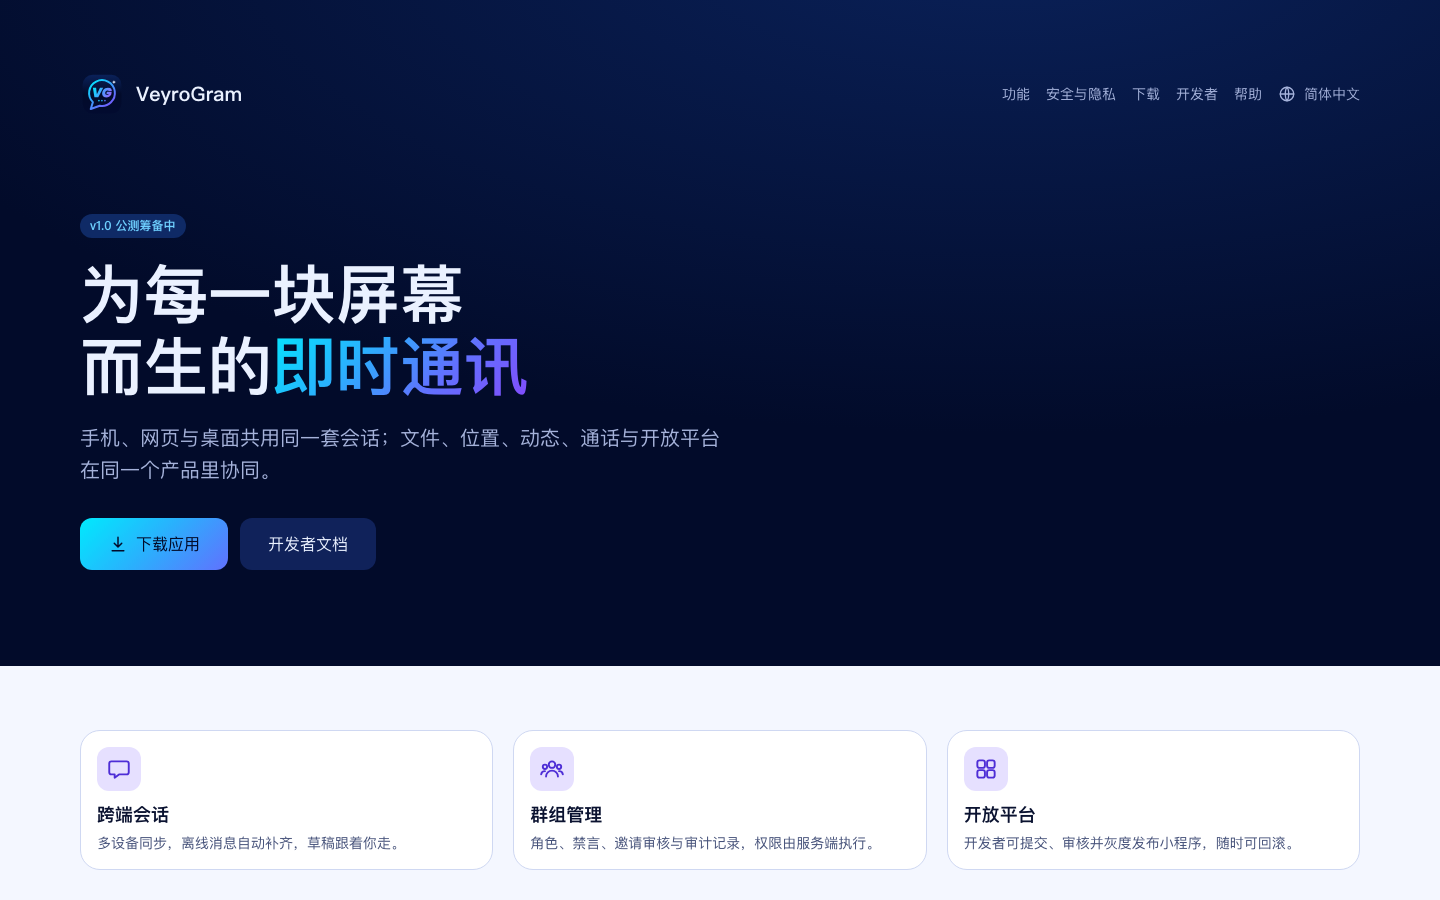 VG
VeyroGram
功能
安全与隐私
下载
开发者
帮助
简体中文
v1.0 公测筹备中
为每一块屏幕
而生的即时通讯
手机、网页与桌面共用同一套会话；文件、位置、动态、通话与开放平台
在同一个产品里协同。
下载应用
开发者文档
跨端会话
多设备同步，离线消息自动补齐，草稿跟着你走。
群组管理
角色、禁言、邀请审核与审计记录，权限由服务端执行。
开放平台
开发者可提交、审核并灰度发布小程序，随时可回滚。